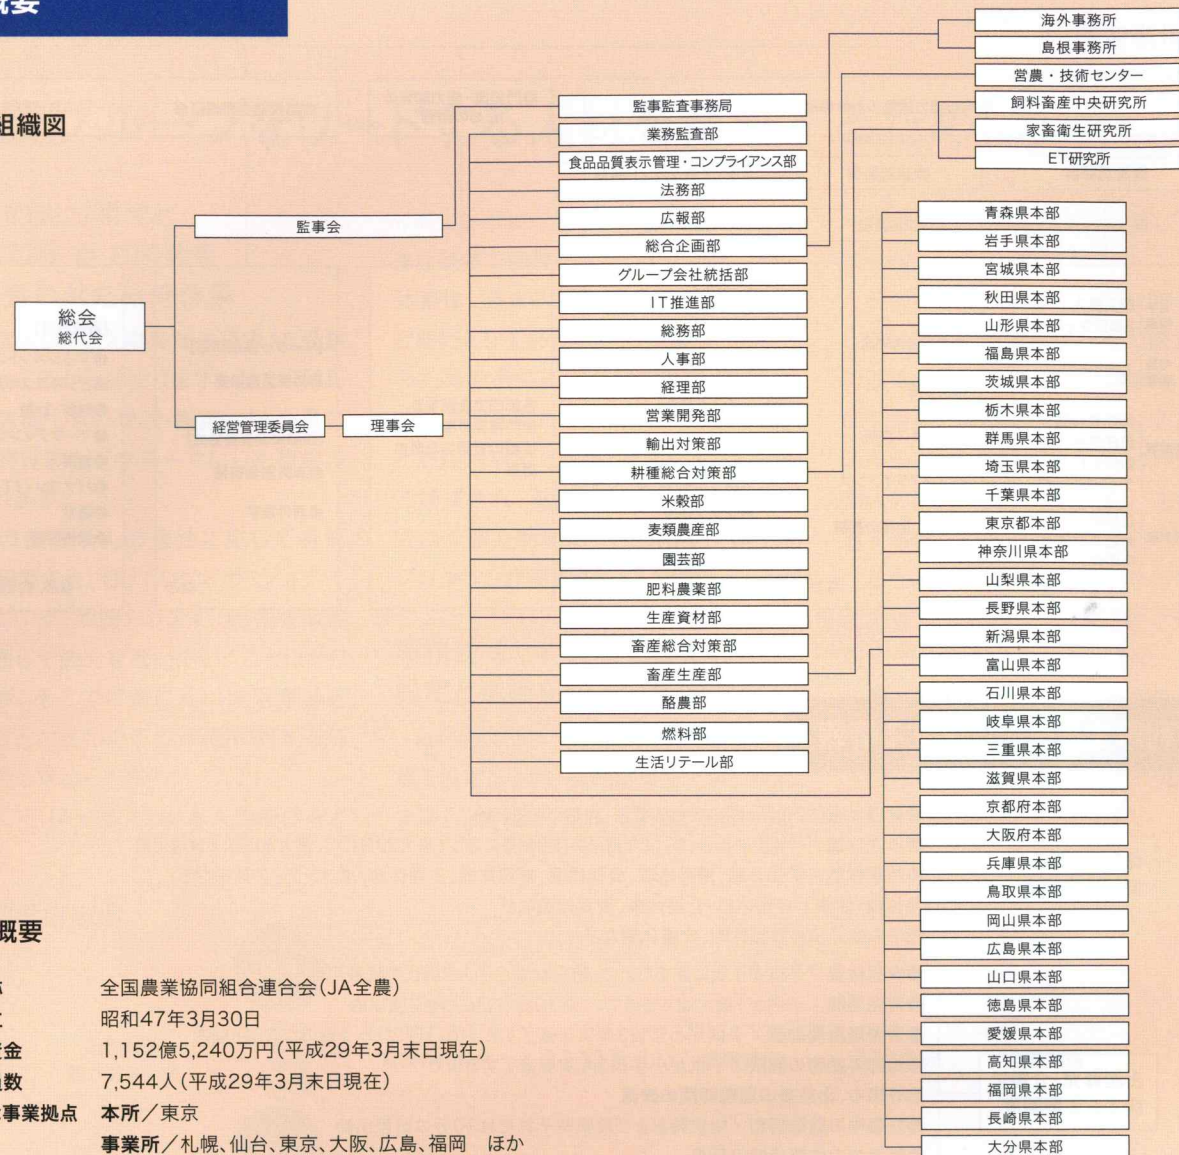 概要
組織図
総会
総代会
監事会
経営管理委員会
理事会
監事監査事務局
業務監査部
食品品質表示管理・コンプライアンス部
法務部
広報部
総合企画部
グループ会社統括部
IT推進部
総務部
人事部
経理部
営業開発部
輸出対策部
耕種総合対策部
米穀部
麦類農産部
園芸部
肥料農薬部
生産資材部
畜産総合対策部
畜産生産部
酪農部
燃料部
生活リテール部
海外事務所
島根事務所
営農・技術センター
飼料畜産中央研究所
家畜衛生研究所
ET研究所
青森県本部
岩手県本部
宮城県本部
秋田県本部
山形県本部
福島県本部
茨城県本部
栃木県本部
群馬県本部
埼玉県本部
千葉県本部
東京都本部
神奈川県本部
山梨県本部
長野県本部
新潟県本部
富山県本部
石川県本部
岐阜県本部
三重県本部
滋賀県本部
京都府本部
大阪府本部
兵庫県本部
鳥取県本部
岡山県本部
広島県本部
山口県本部
徳島県本部
愛媛県本部
高知県本部
福岡県本部
長崎県本部
大分県本部
概要
全国農業協同組合連合会(JA全農)
昭和47年3月30日
資金 1,152億5,240万円(平成29年3月末日現在)
員数 7,544人(平成29年3月末日現在)
事業拠点 本所／東京
事業所／札幌、仙台、東京、大阪、広島、福岡 ほか